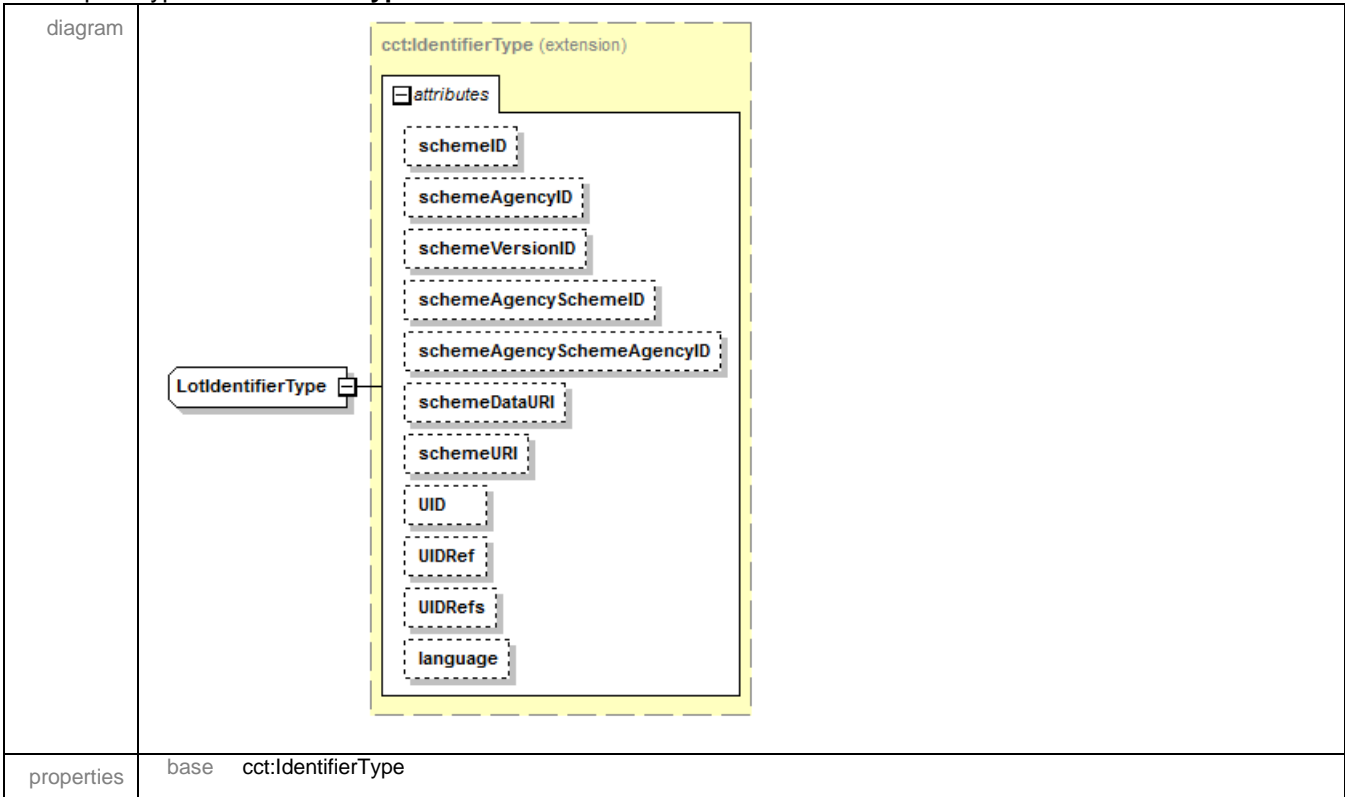 diagram
cct:IdentifierType (extension)
attributes
schemeID
schemeAgencyID
schemeVersionID
schemeAgencySchemeID
schemeAgencySchemeAgencyID
LotIdentifierType
schemeDataURI
schemeURI
UID
UIDRef
UIDRefs
language
properties base cct:IdentifierType